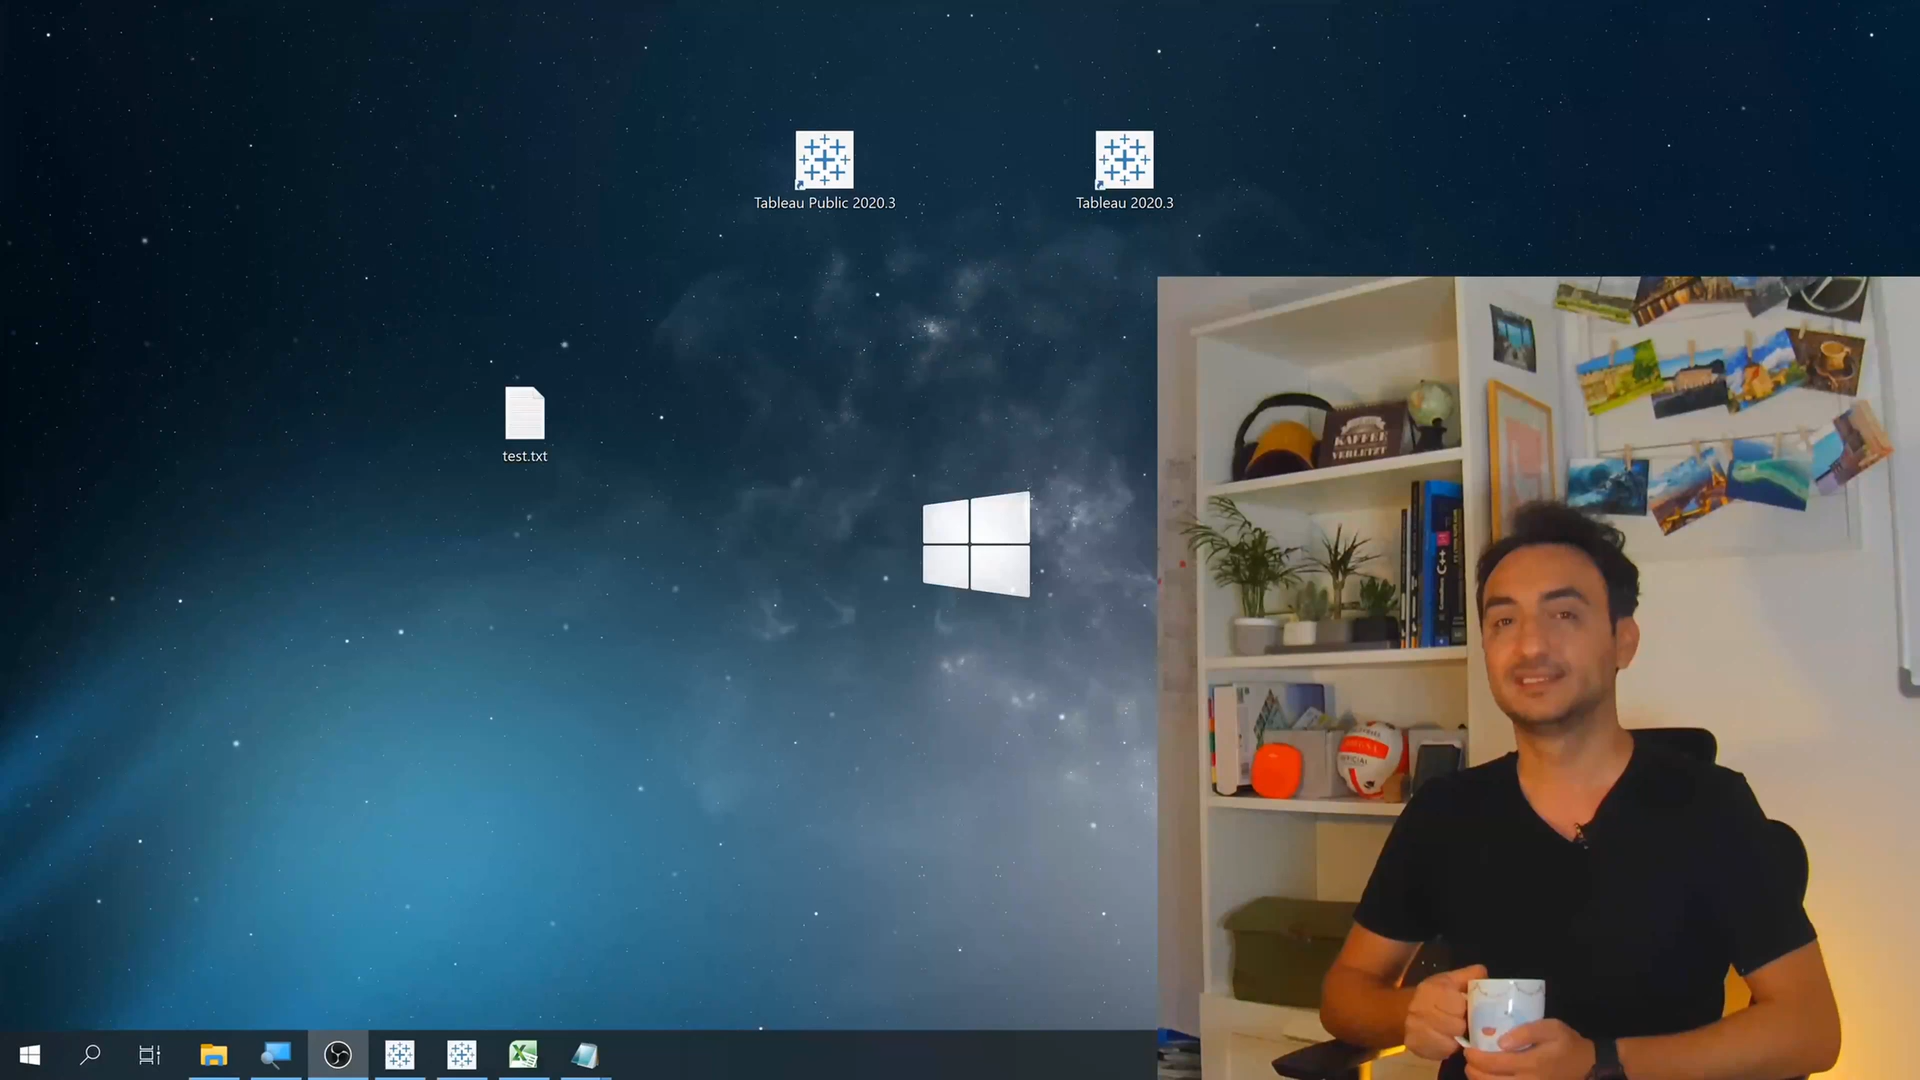 Tableau Public 2020.3
Tableau 2020.3
test.txt
KAFFEE
VERLETZT
C++